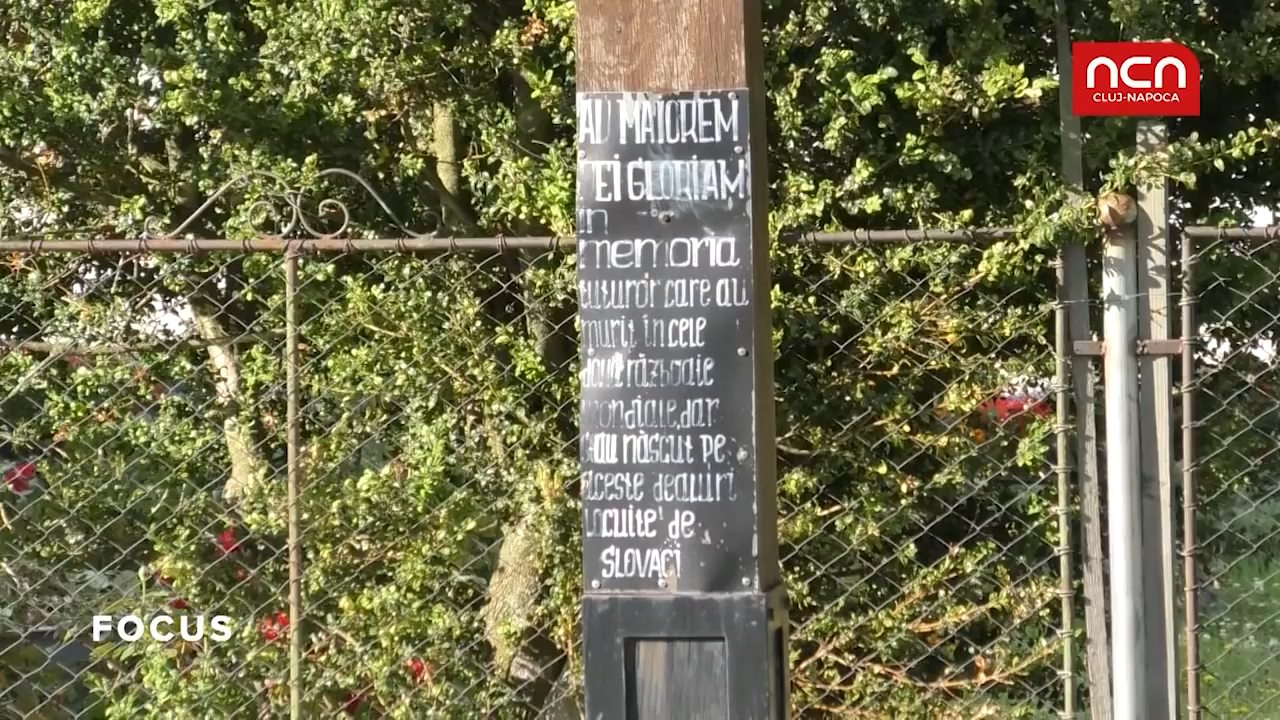 ncn
CLUJ-NAPOCA
AD MAIOREM
DEI GLORIAM
în
memoria
tuturor care au
murit în cele
două războaie
mondiale, dar
s-au născut pe
aceste dealuri
locuite de
SLOVACI
FOCUS